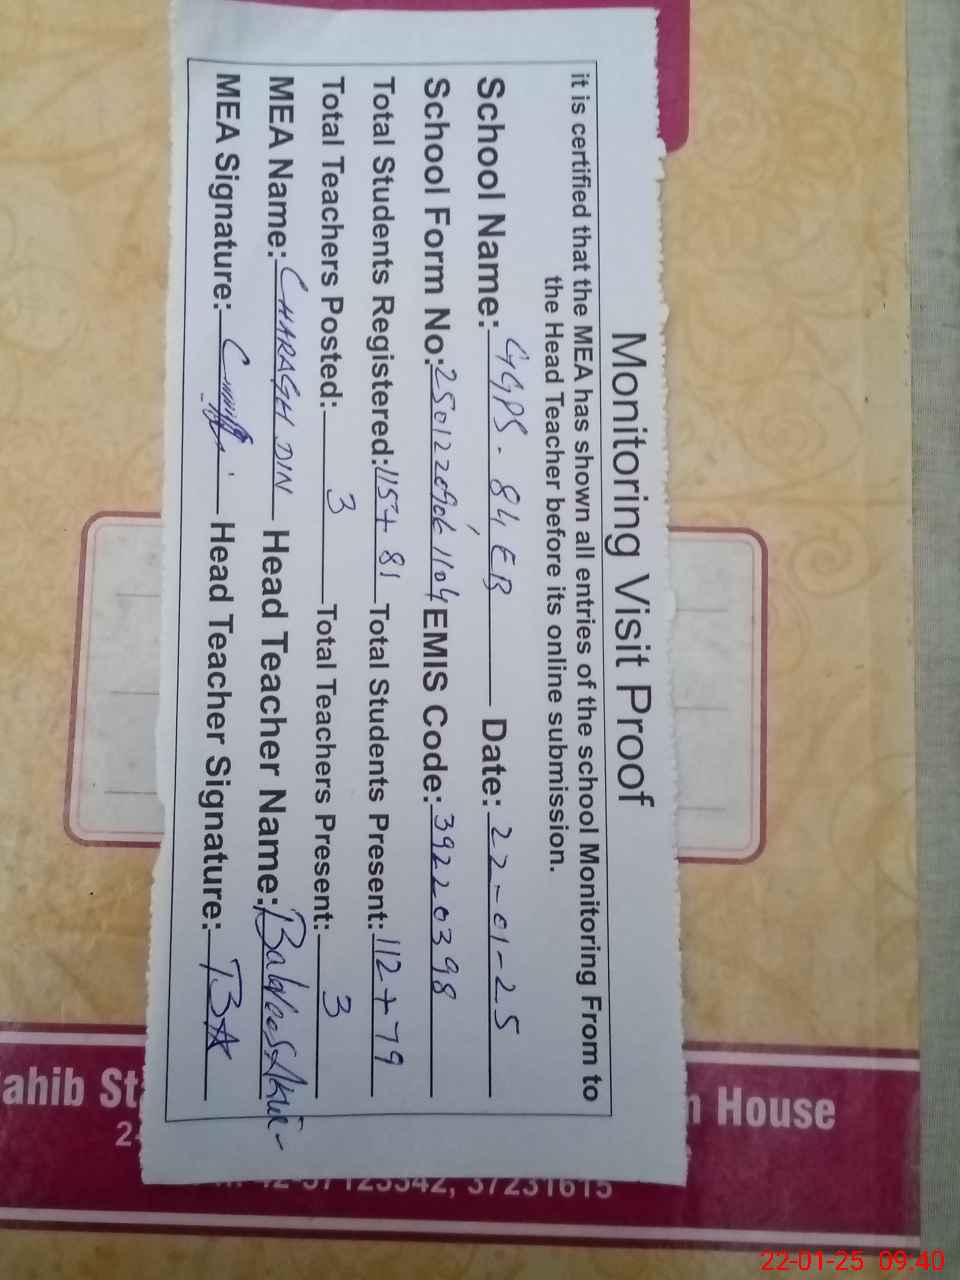 Monitoring Visit Proof
it is certified that the MEA has shown all entries of the school Monitoring From to
the Head Teacher before its online submission.
School Name: GGPS. 84, EB Date: 22-01-25
School Form No: EMIS Code: 39220398
Total Students Registered: 115+81 Total Students Present: 112+79
Total Teachers Posted: 3 Total Teachers Present: 3
MEA Name: CHARAGH DIN Head Teacher Name:
MEA Signature: Head Teacher Signature: BA
ahib St
House
22-01-25 09:40